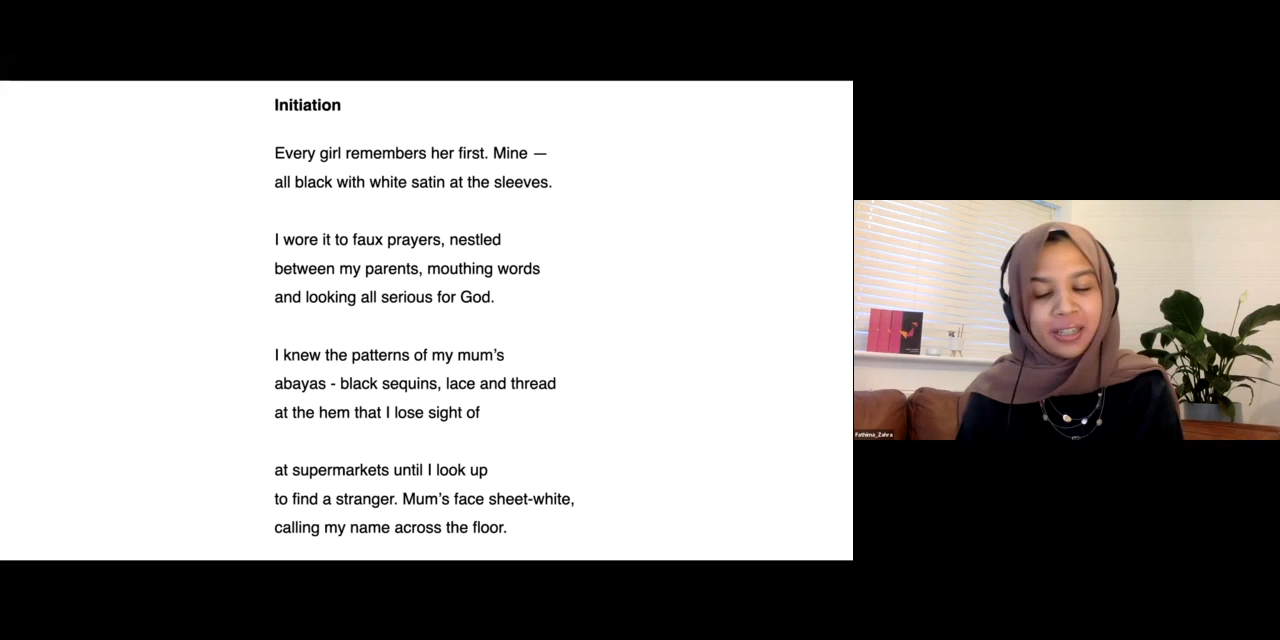 Initiation
Every girl remembers her first. Mine —
all black with white satin at the sleeves.
I wore it to faux prayers, nestled
between my parents, mouthing words
and looking all serious for God.
I knew the patterns of my mum’s
abayas - black sequins, lace and thread
at the hem that I lose sight of
at supermarkets until I look up
to find a stranger. Mum’s face sheet-white,
calling my name across the floor.
Fathima_Zahra